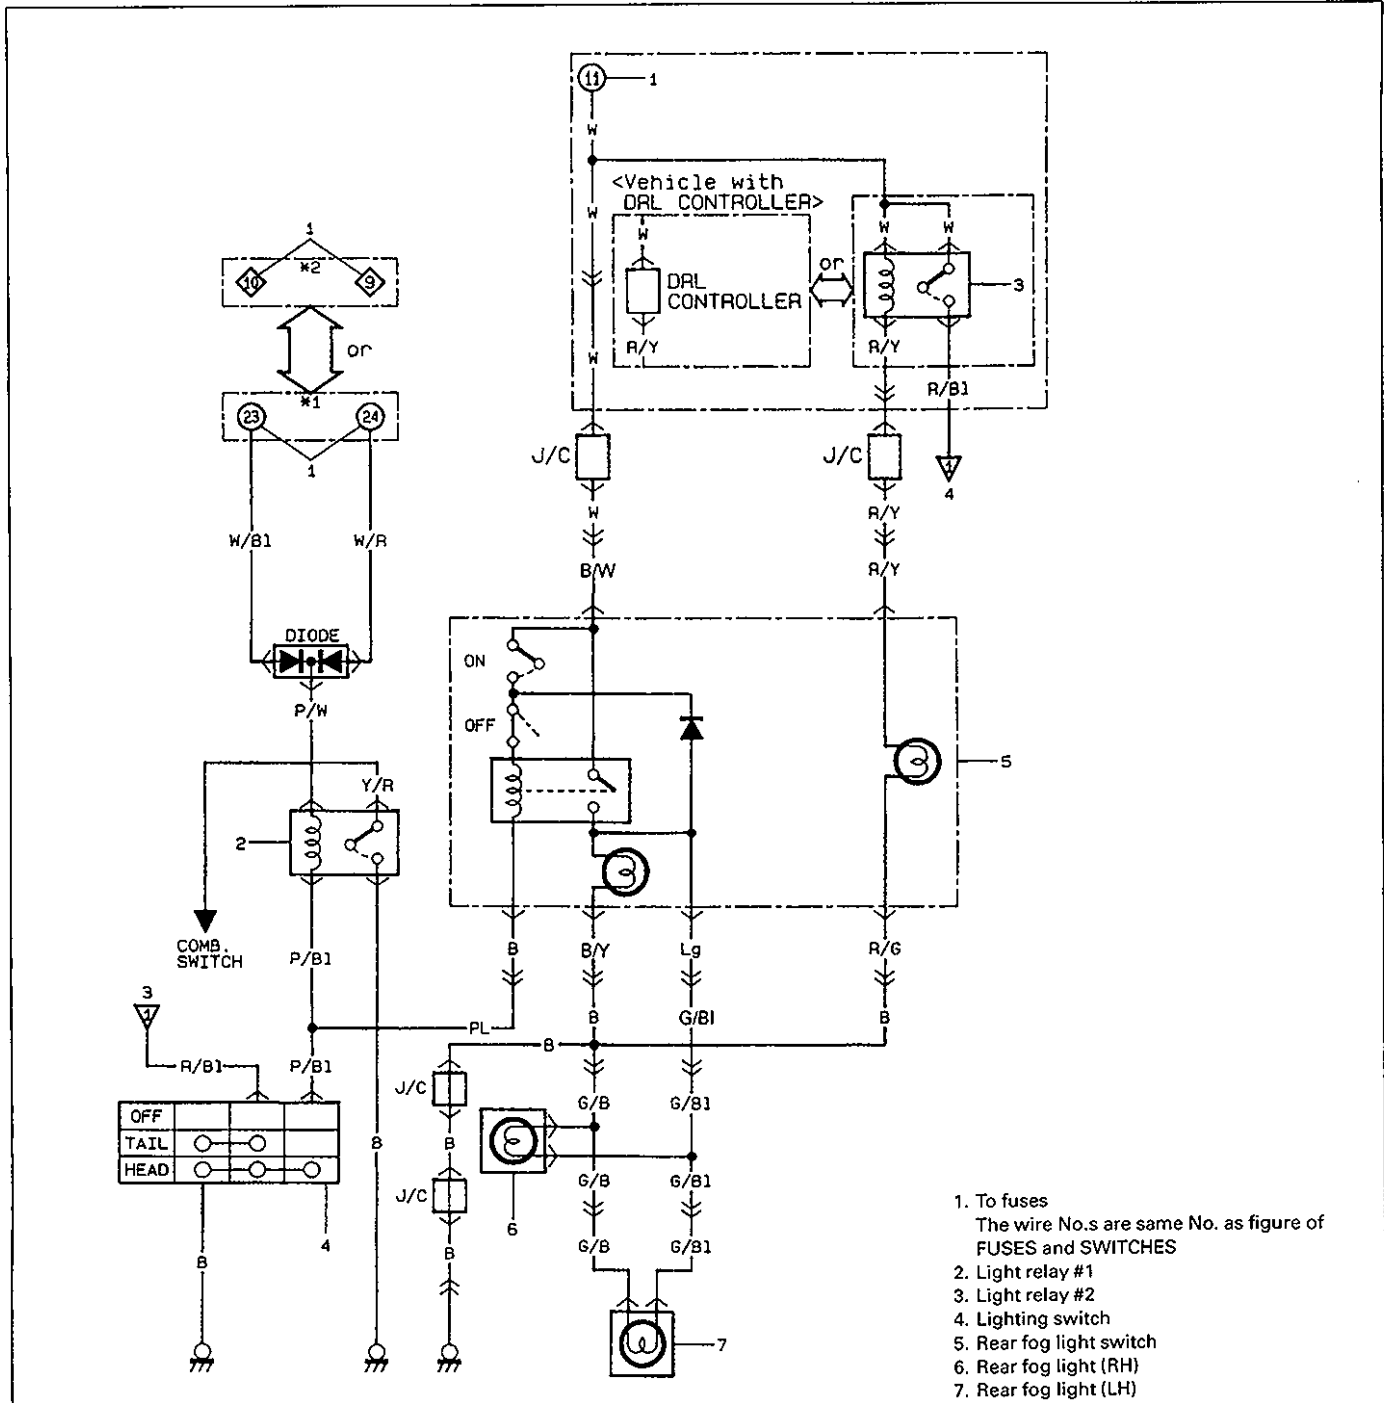 11
1
W
<Vehicle with
DRL CONTROLLER>
W
W
W
W
1
*2
10
9
or
DRL
CONTROLLER
3
W
R/Y
R/Y
or
R/Bl
*1
23
24
1
J/C
J/C
1
4
W
R/Y
W/Bl
W/R
B/W
R/Y
DIODE
ON
P/W
OFF
5
Y/R
2
COMB.
SWITCH
P/Bl
B
B/Y
Lg
R/G
3
1
PL
B
G/Bl
B
B
R/Bl
P/Bl
J/C
G/B
G/Bl
OFF
TAIL
HEAD
B
B
J/C
G/B
G/Bl
6
4
B
B
G/B
G/Bl
7
1. To fuses
The wire No.s are same No. as figure of
FUSES and SWITCHES
2. Light relay #1
3. Light relay #2
4. Lighting switch
5. Rear fog light switch
6. Rear fog light (RH)
7. Rear fog light (LH)